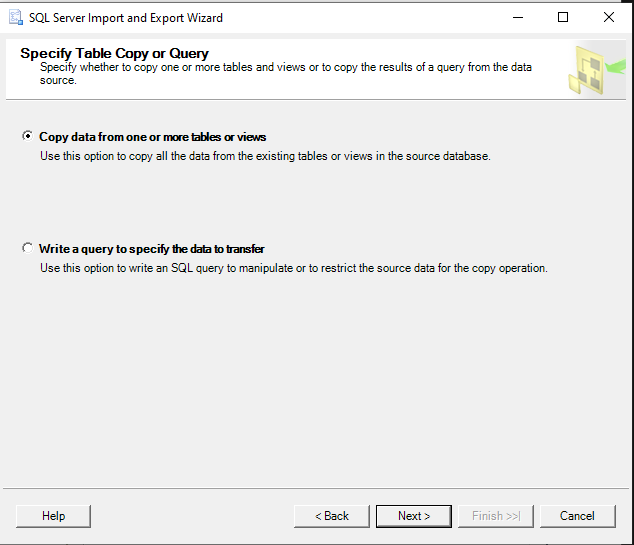 SQL Server Import and Export Wizard
Specify Table Copy or Query
Specify whether to copy one or more tables and views or to copy the results of a query from the data
source.
Copy data from one or more tables or views
Use this option to copy all the data from the existing tables or views in the source database.
Write a query to specify the data to transfer
Use this option to write an SQL query to manipulate or to restrict the source data for the copy operation.
Help
< Back
Next >
Finish >>|
Cancel